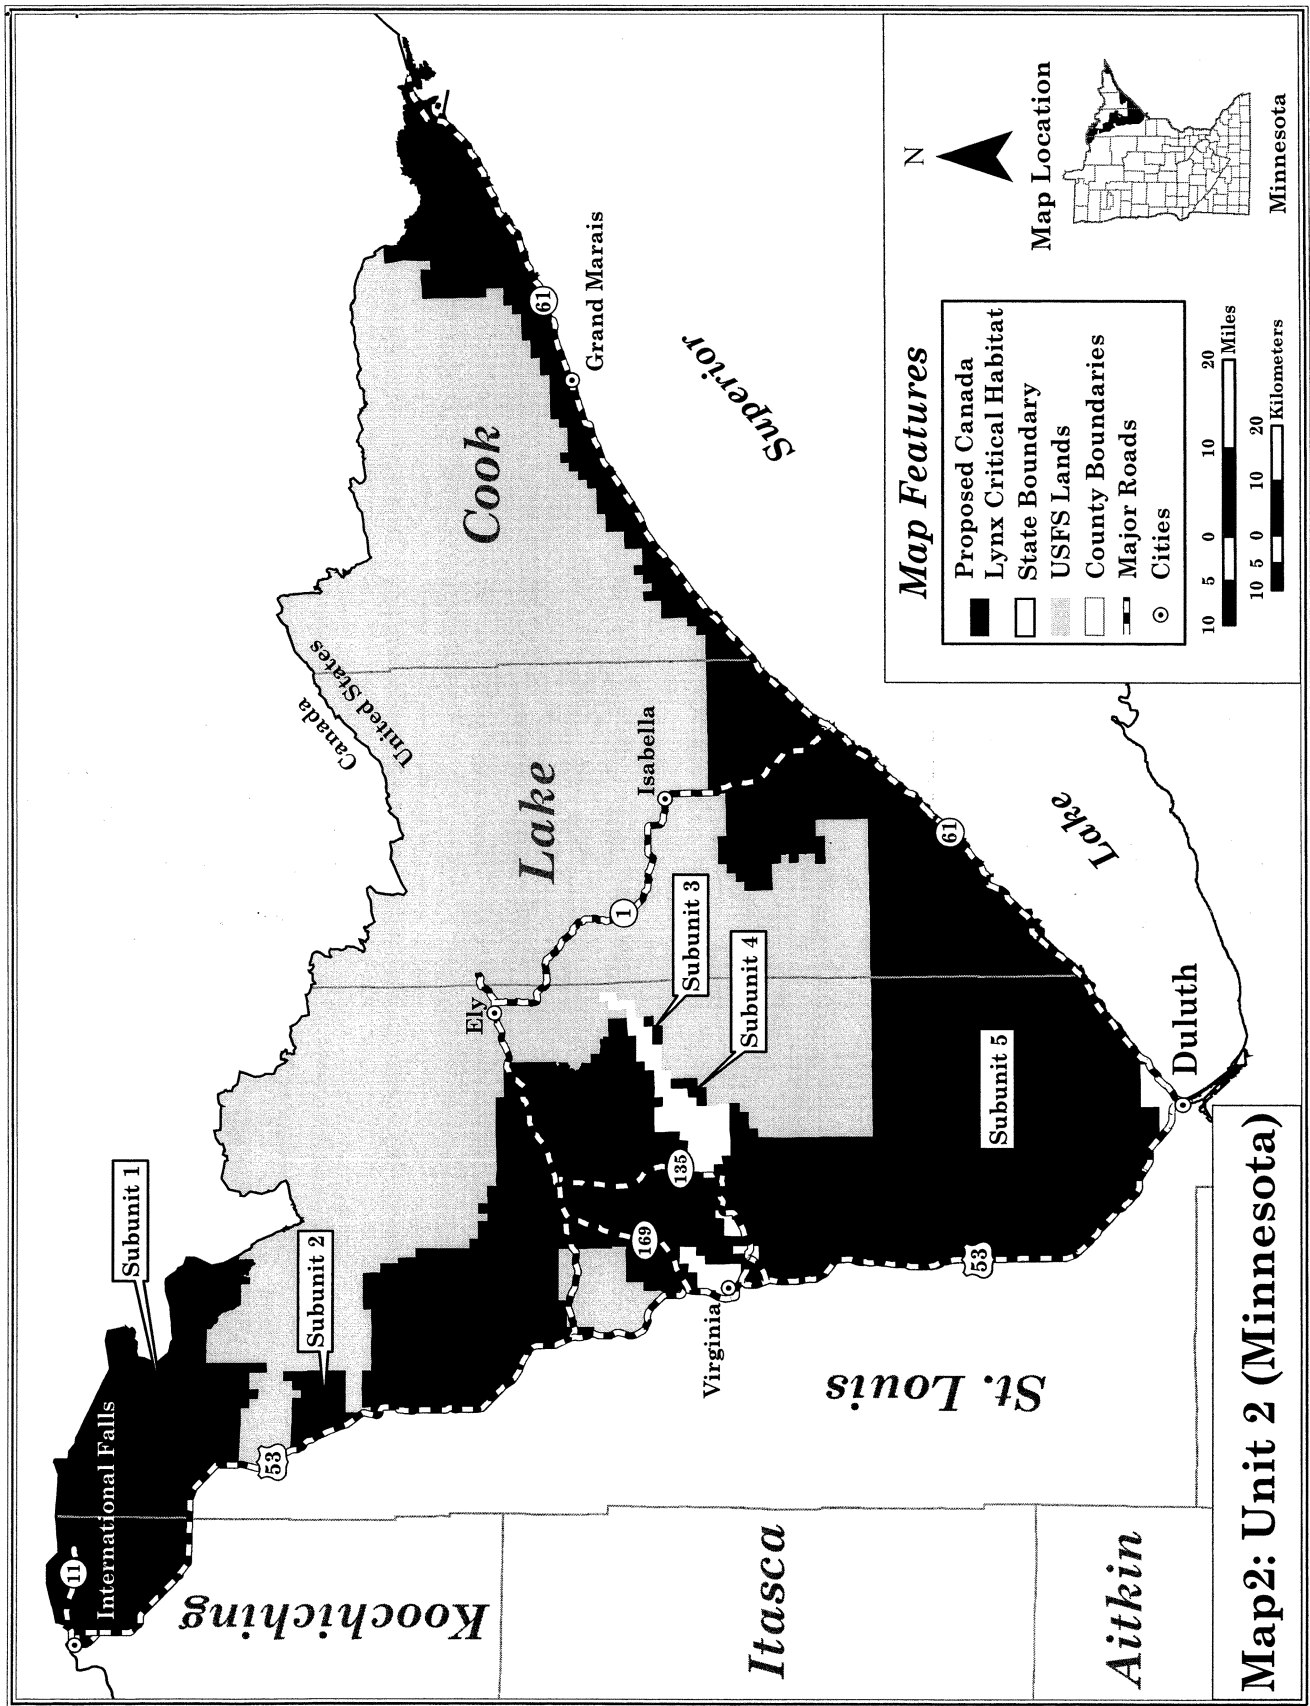 Map2: Unit 2 (Minnesota)
International Falls
11
53
Subunit 1
Subunit 2
Koochiching
Itasca
Aitkin
St. Louis
Virginia
169
135
53
Ely
1
Isabella
Subunit 3
Subunit 4
Subunit 5
Duluth
Lake
Cook
Canada
United States
61
61
Grand Marais
Lake
Superior
Map Features
Proposed Canada
Lynx Critical Habitat
State Boundary
USFS Lands
County Boundaries
Major Roads
Cities
10 5 0 10 20
Miles
10 5 0 10 20
Kilometers
N
Map Location
Minnesota